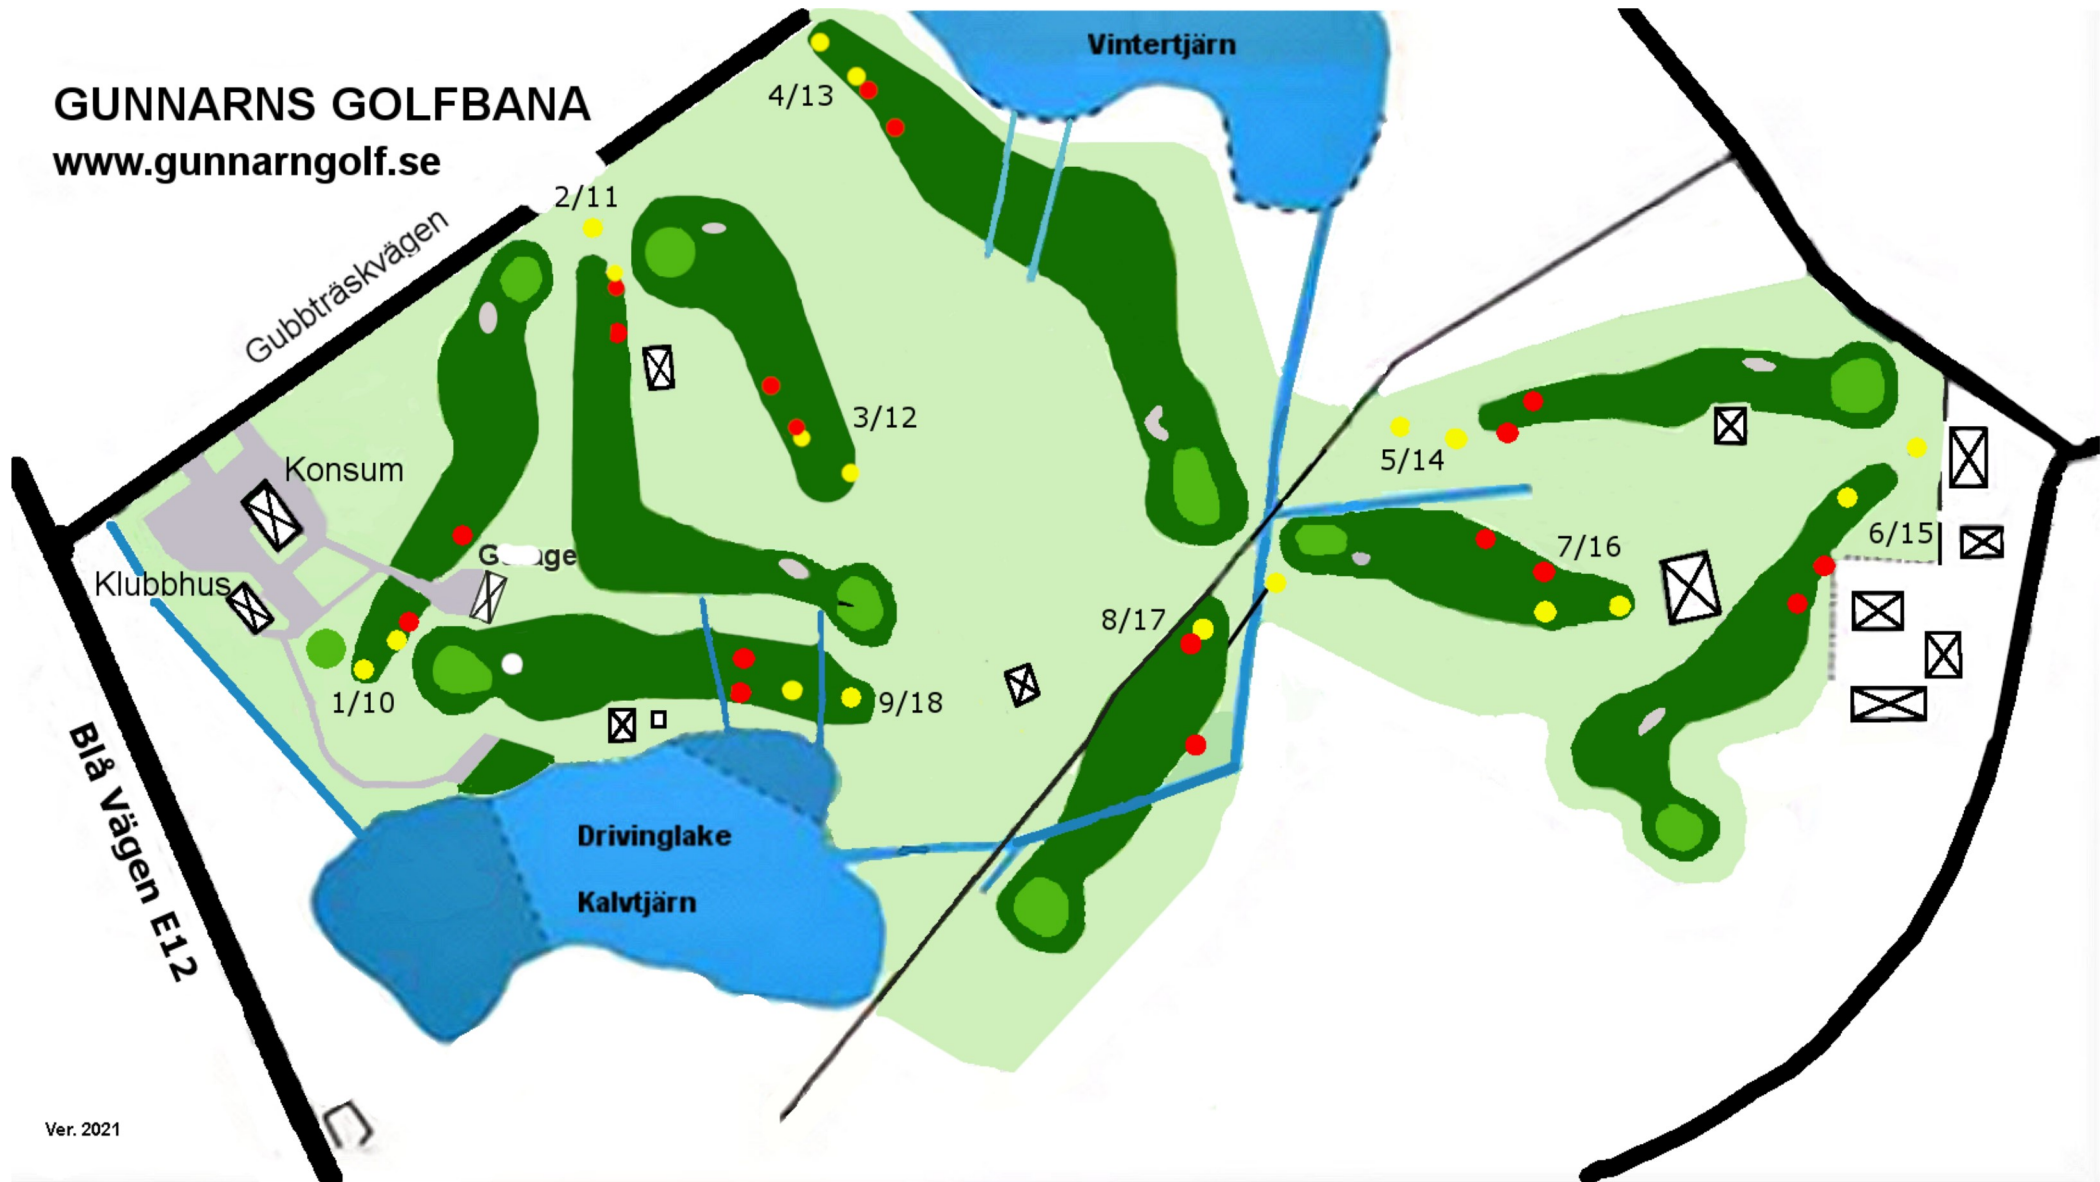 GUNNARNS GOLFBANA
www.gunnarngolf.se
Vintertjärn
4/13
2/11
Gubbträskvägen
3/12
Konsum
5/14
6/15
7/16
Klubbhus
8/17
1/10
9/18
Blå vägen E12
Drivinglake
Kalvtjärn
Ver. 2021